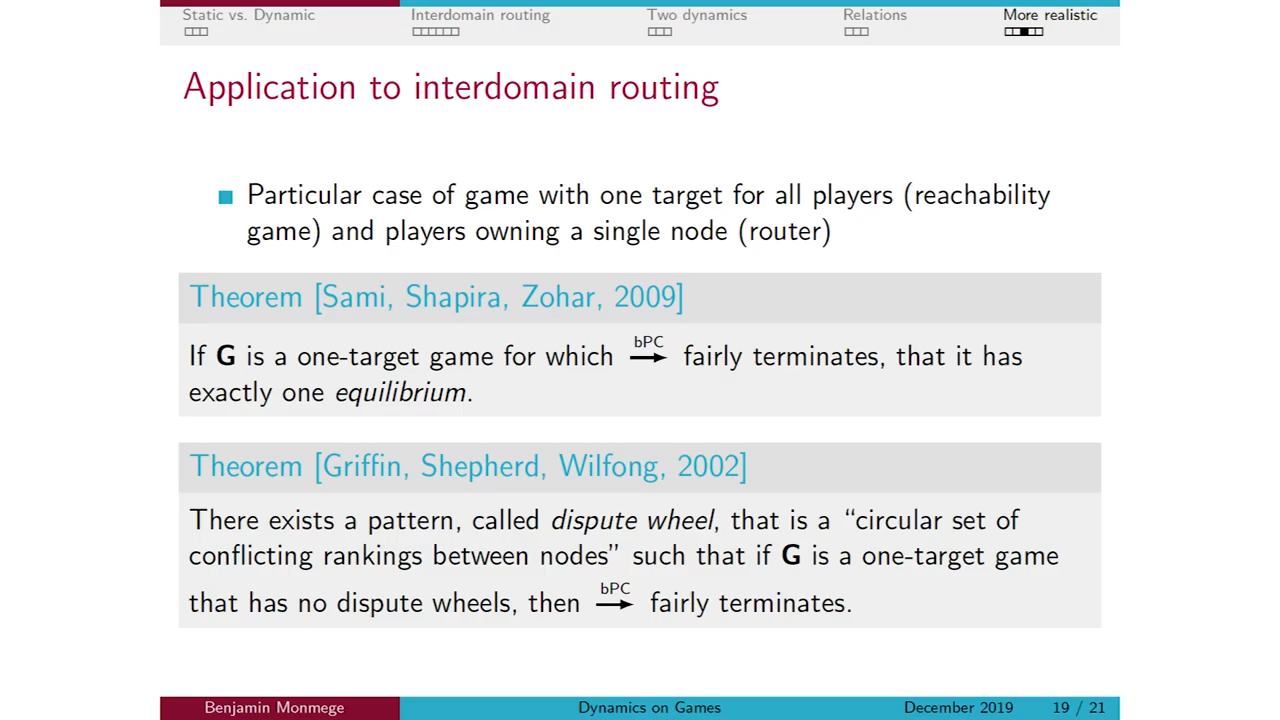 Static vs. Dynamic Interdomain routing Two dynamics Relations More realistic
Application to interdomain routing
Particular case of game with one target for all players (reachability
game) and players owning a single node (router)
Theorem [Sami, Shapira, Zohar, 2009]
If G is a one-target game for which bPC → fairly terminates, that it has
exactly one equilibrium.
Theorem [Griffin, Shepherd, Wilfong, 2002]
There exists a pattern, called dispute wheel, that is a “circular set of
conflicting rankings between nodes” such that if G is a one-target game
that has no dispute wheels, then bPC → fairly terminates.
Benjamin Monmege Dynamics on Games December 2019 19 / 21